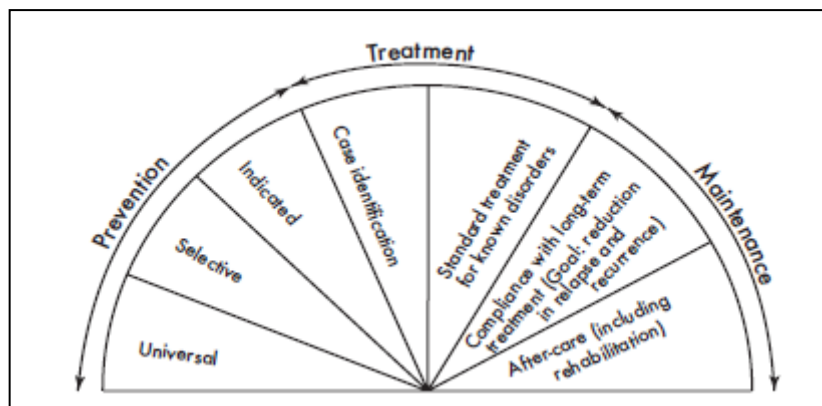 Treatment
Prevention
Maintenance
Universal
Selective
Indicated
Case identification
Standard treatment
for known disorders
Compliance with long-term
treatment (Goal: reduction
in relapse and
recurrence)
After-care (including
rehabilitation)